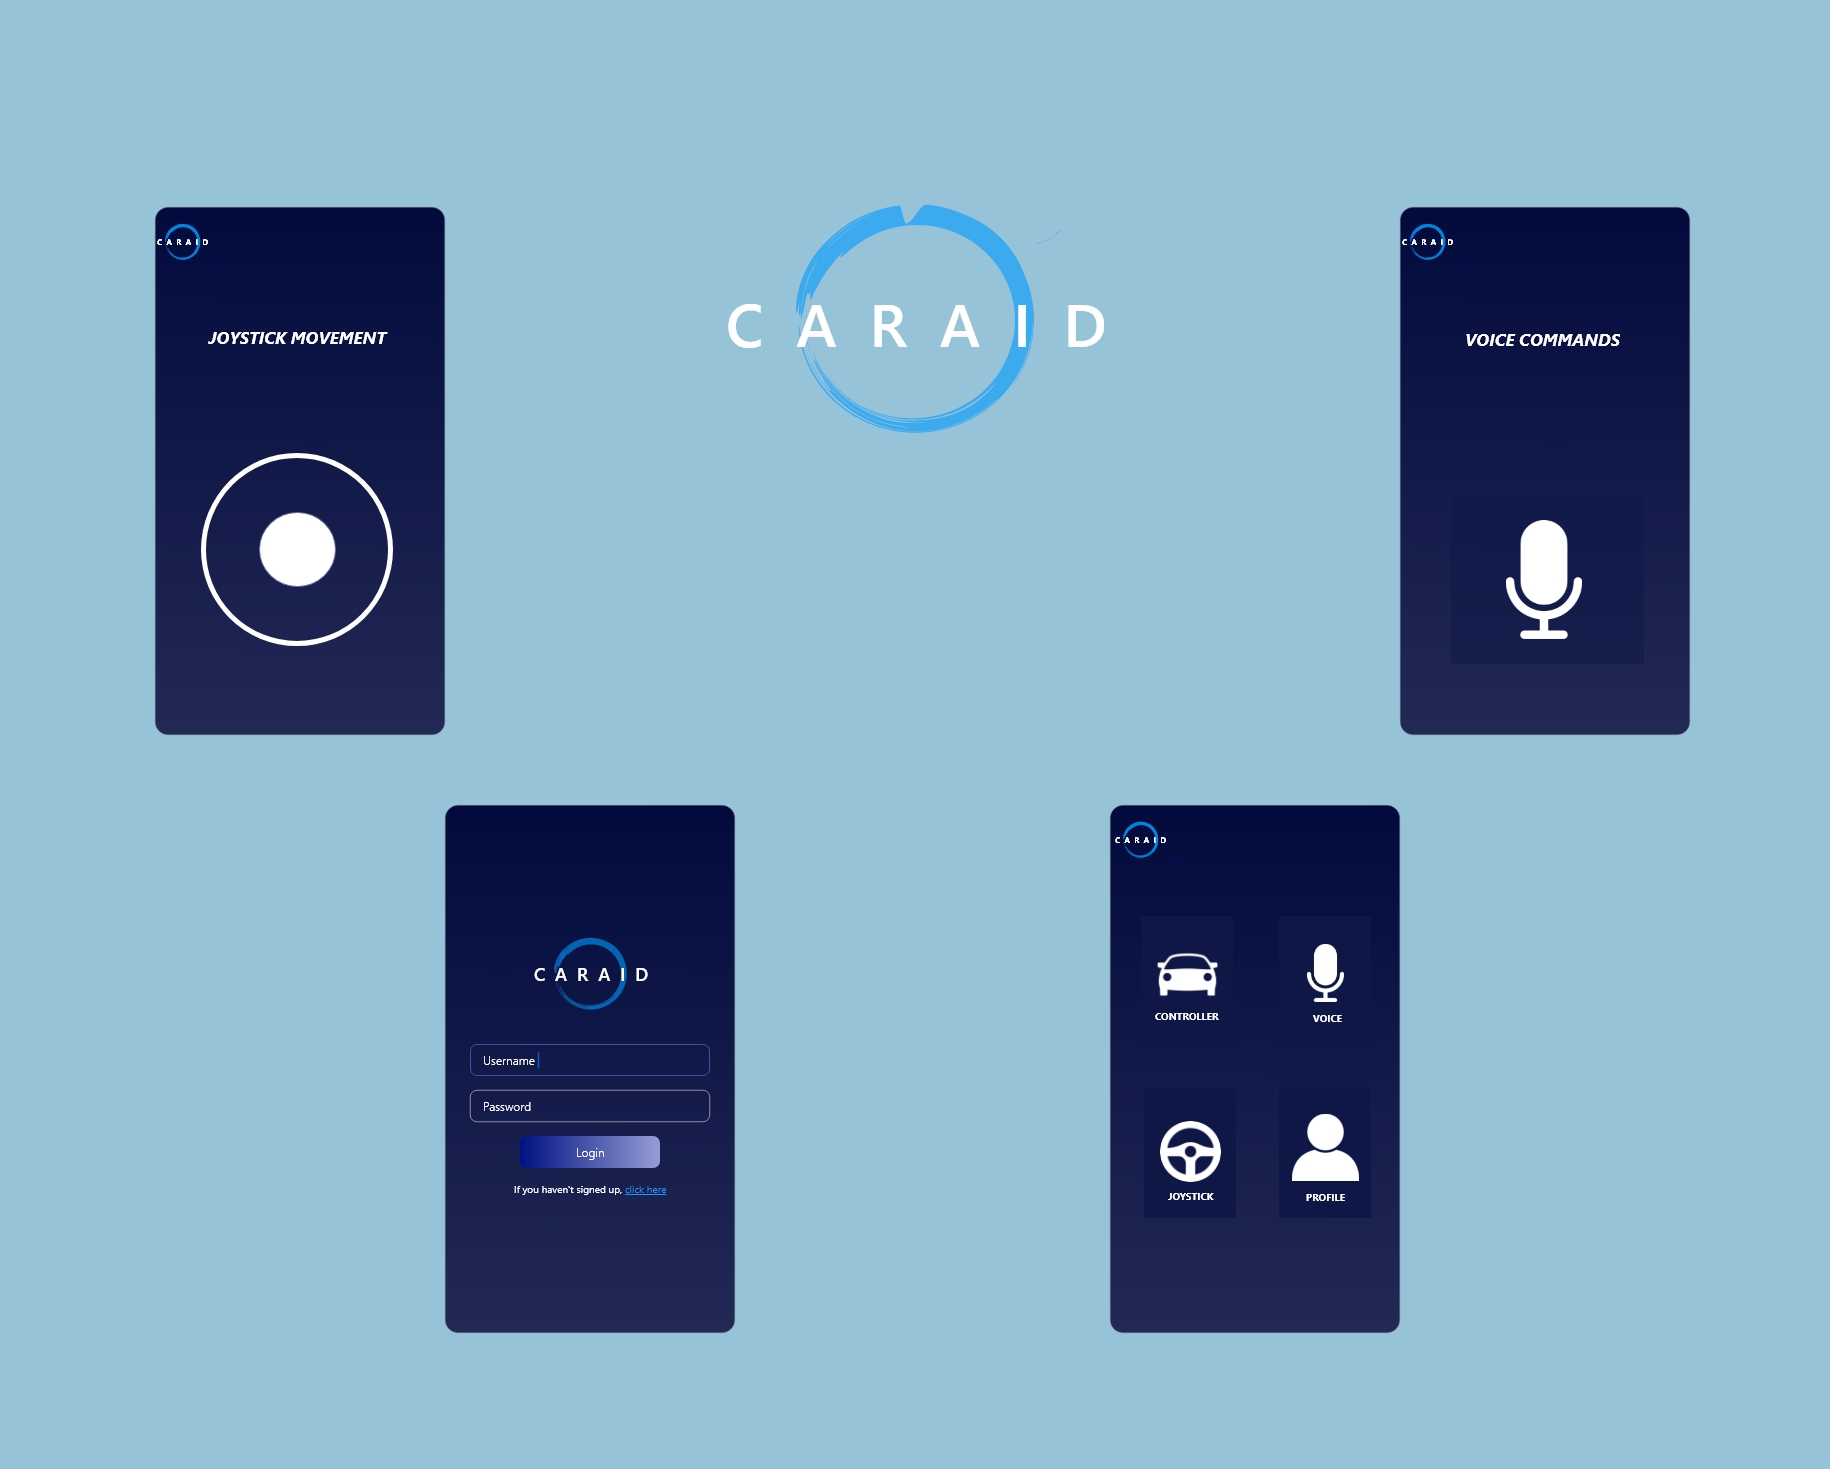 CARAID
CARAID
JOYSTICK MOVEMENT
CARAID
VOICE COMMANDS
CARAID
Username
Password
Login
If you haven't signed up, click here
CARAID
CONTROLLER
VOICE
JOYSTICK
PROFILE